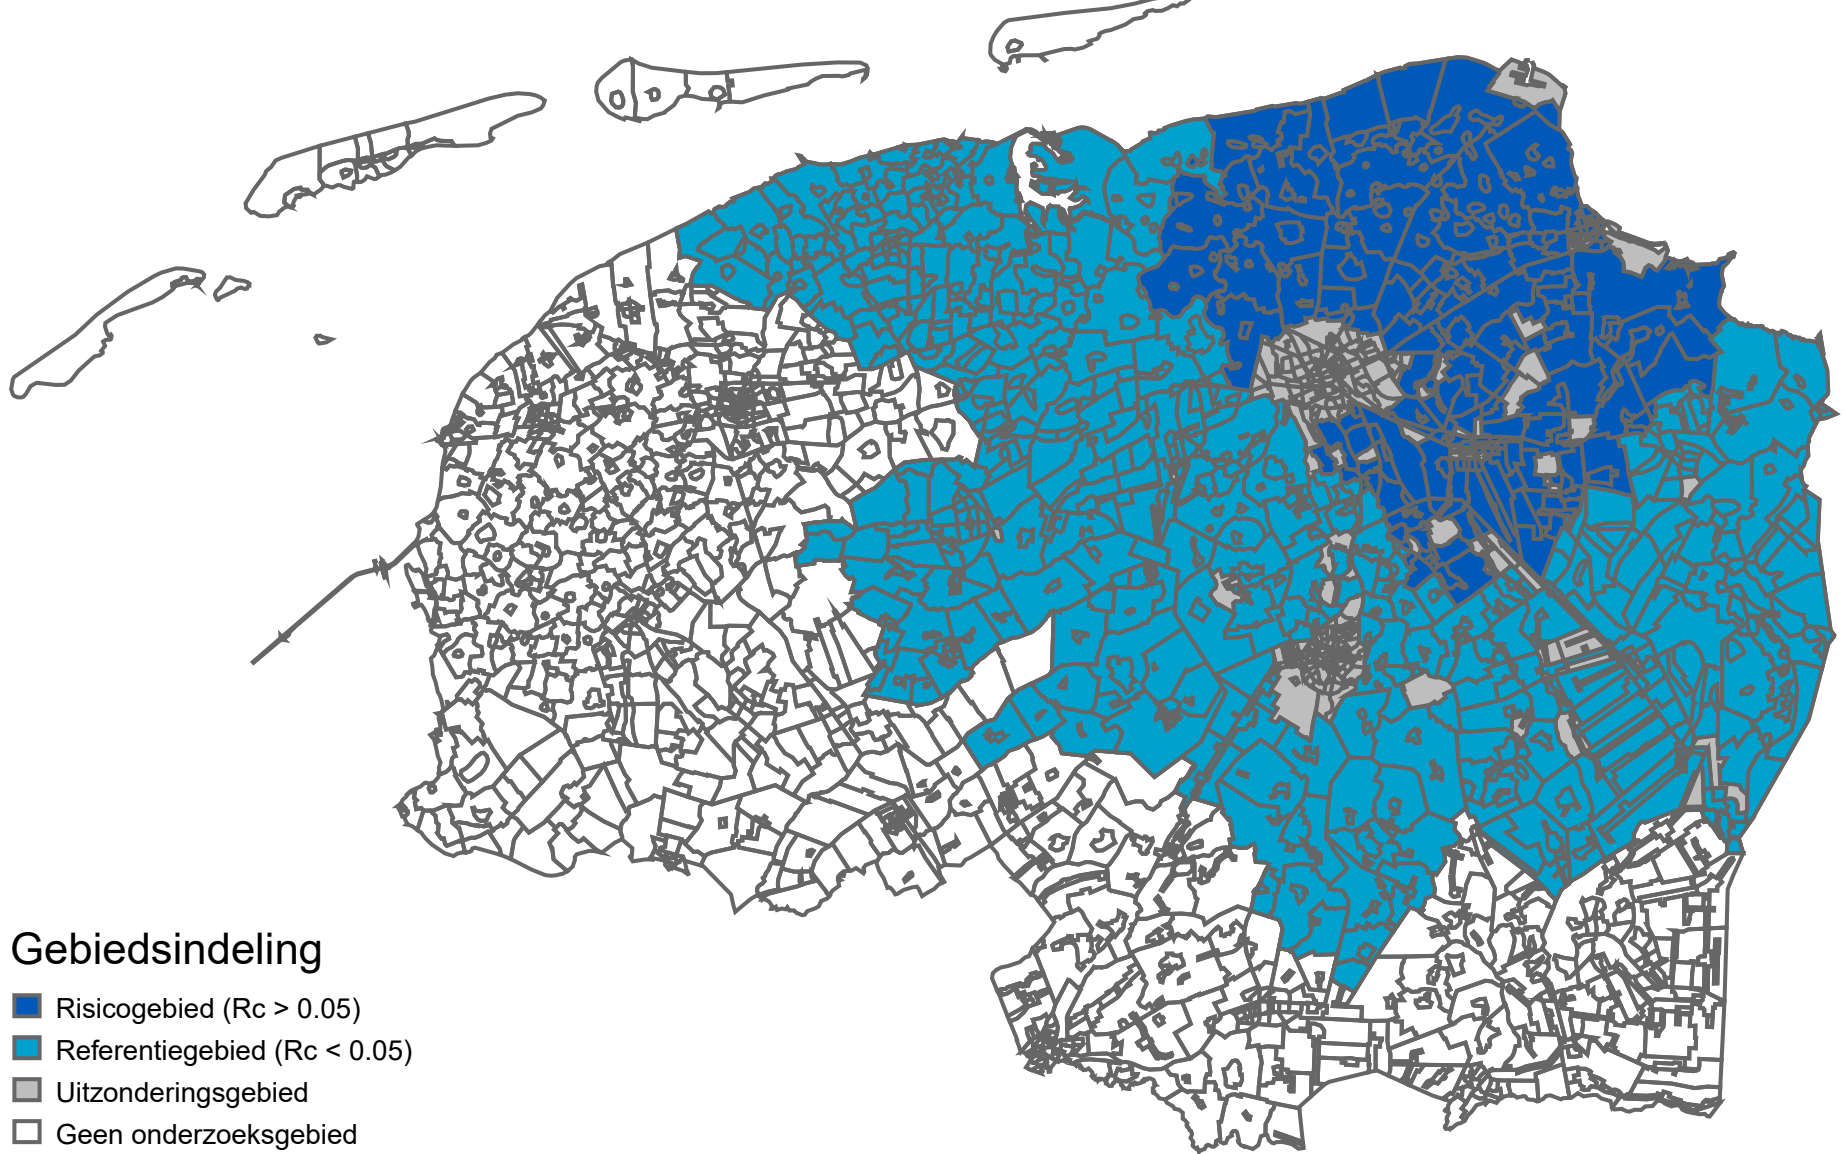 Gebiedsindeling
Risicogebied (Rc > 0.05)
Referentiegebied (Rc < 0.05)
Uitzonderingsgebied
Geen onderzoeksgebied